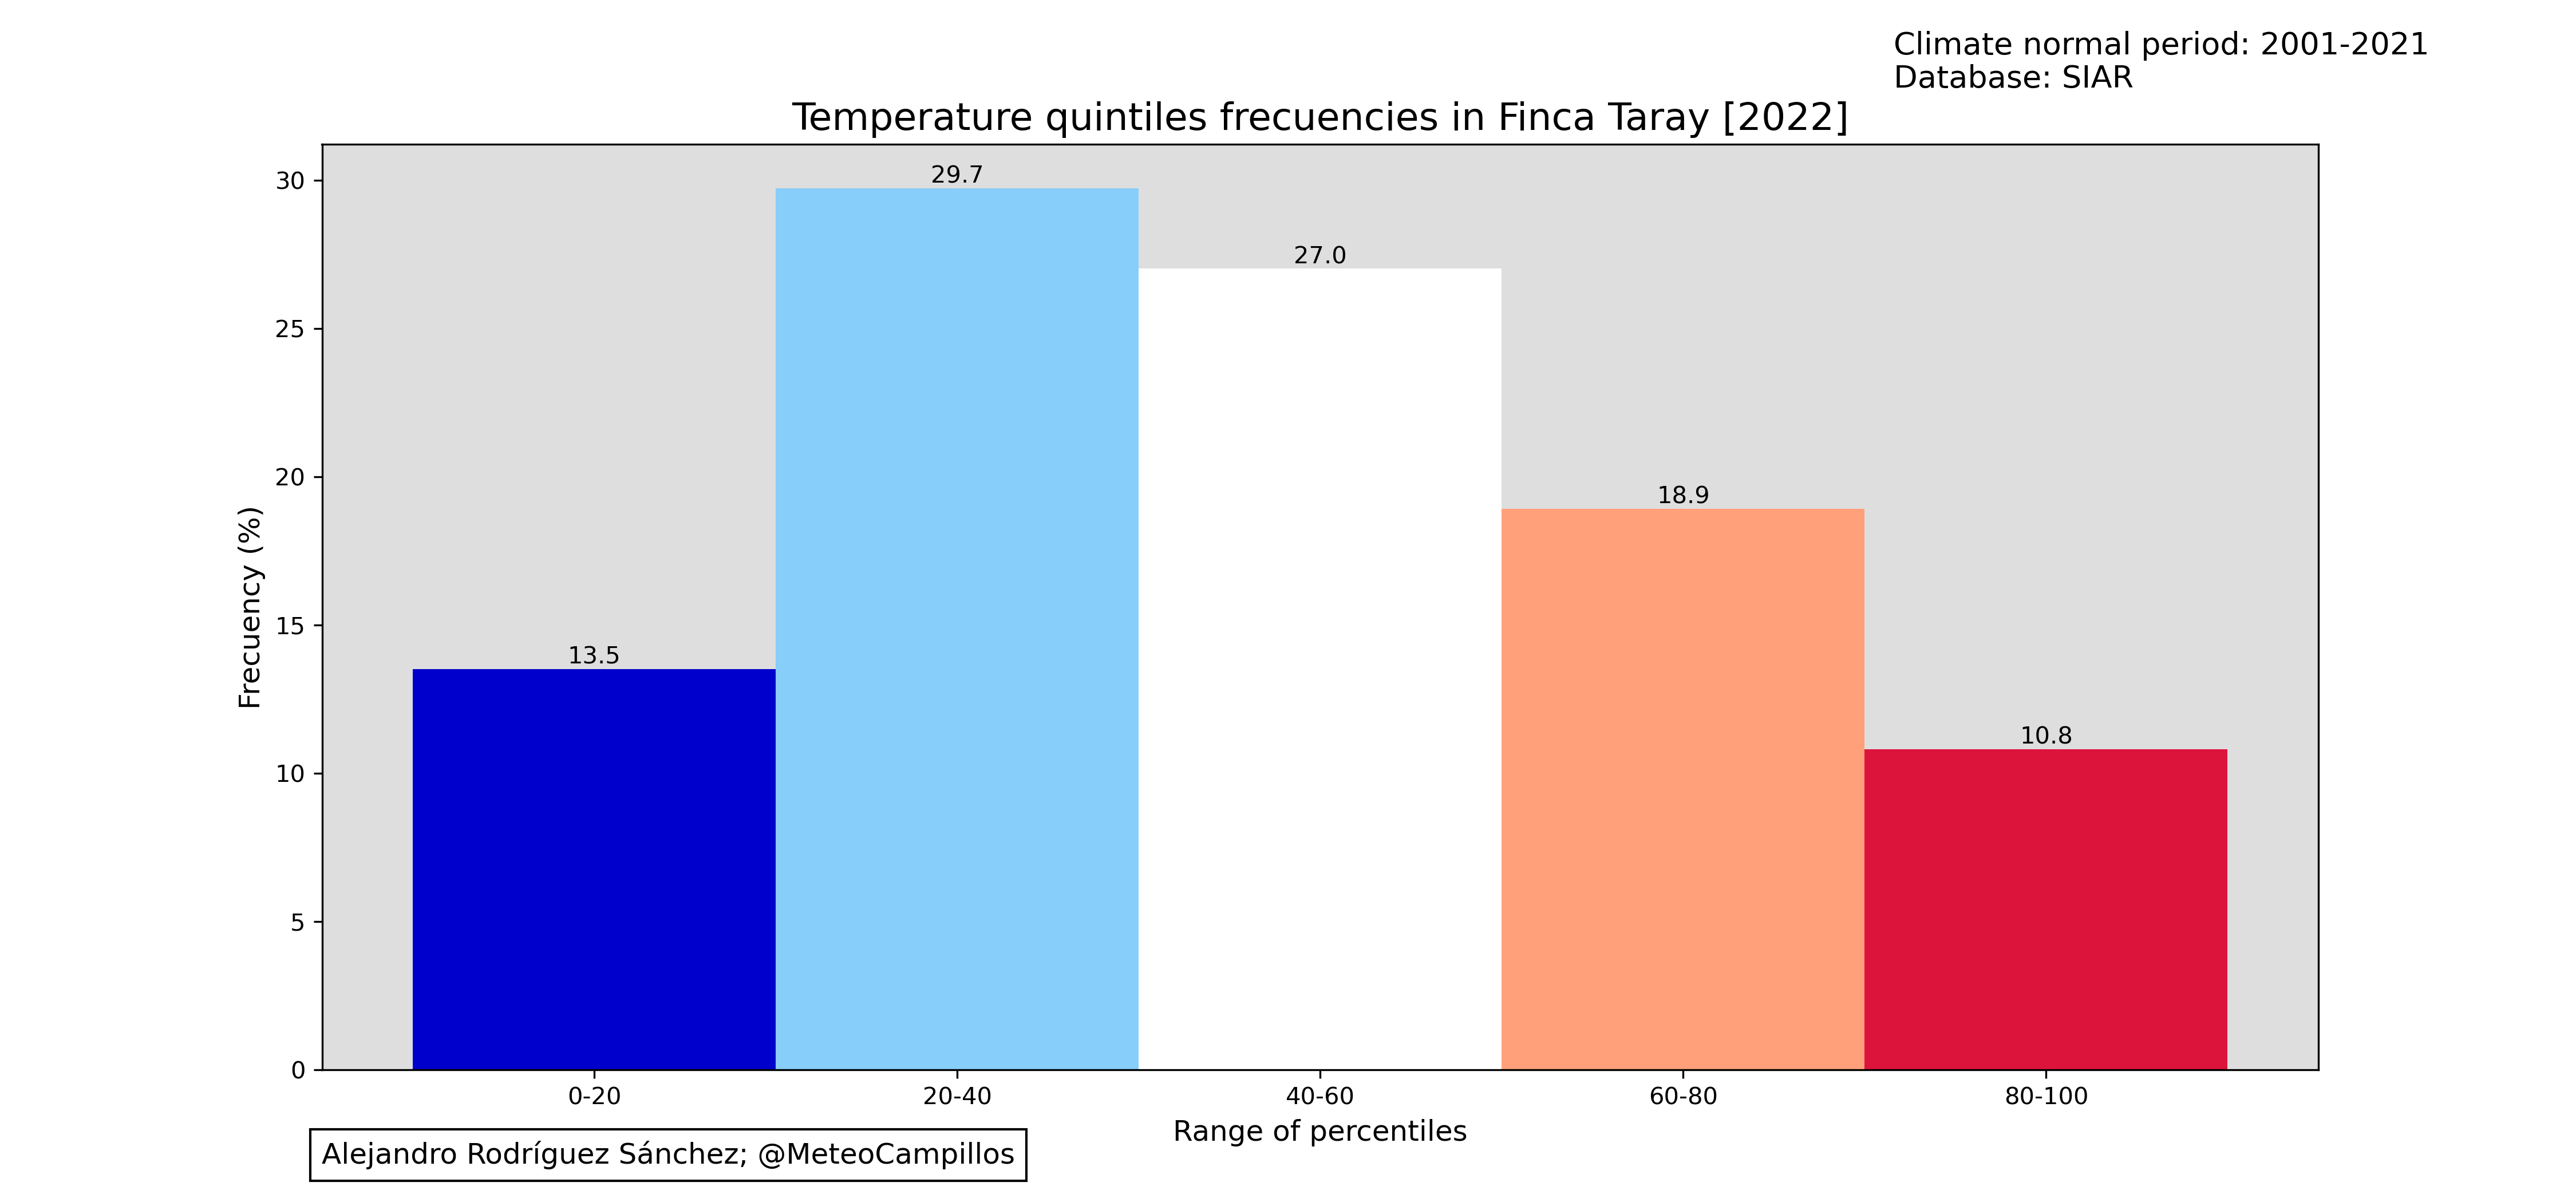 Climate normal period: 2001-2021
Database: SIAR
Temperature quintiles frecuencies in Finca Taray [2022]
Frecuency (%)
30
25
20
15
10
5
0
13.5
29.7
27.0
18.9
10.8
0-20
20-40
40-60
60-80
80-100
Range of percentiles
Alejandro Rodríguez Sánchez; @MeteoCampillos